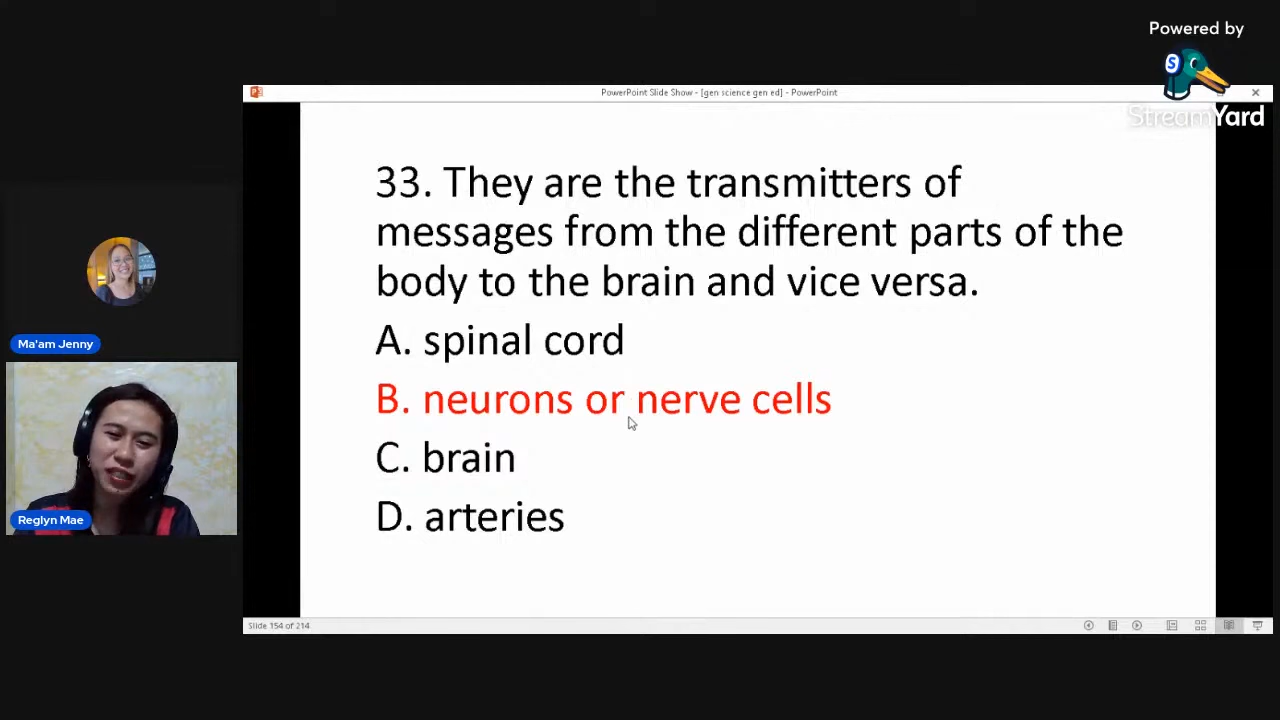 Powered by
S
StreamYard
PowerPoint Slide Show - [gen science gen ed] - PowerPoint
33. They are the transmitters of
messages from the different parts of the
body to the brain and vice versa.
A. spinal cord
B. neurons or nerve cells
C. brain
D. arteries
Ma'am Jenny
Reglyn Mae
Slide 154 of 214